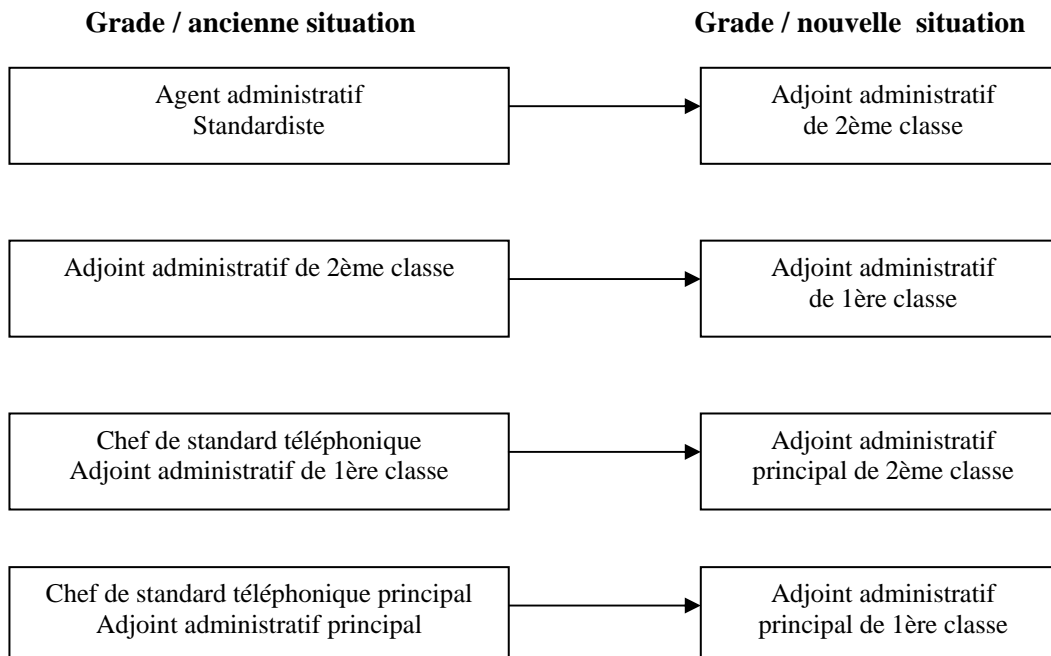 Grade / ancienne situation
Grade / nouvelle situation
Agent administratif
Standardiste
Adjoint administratif
de 2ème classe
Adjoint administratif de 2ème classe
Adjoint administratif
de 1ère classe
Chef de standard téléphonique
Adjoint administratif de 1ère classe
Adjoint administratif
principal de 2ème classe
Chef de standard téléphonique principal
Adjoint administratif principal
Adjoint administratif
principal de 1ère classe